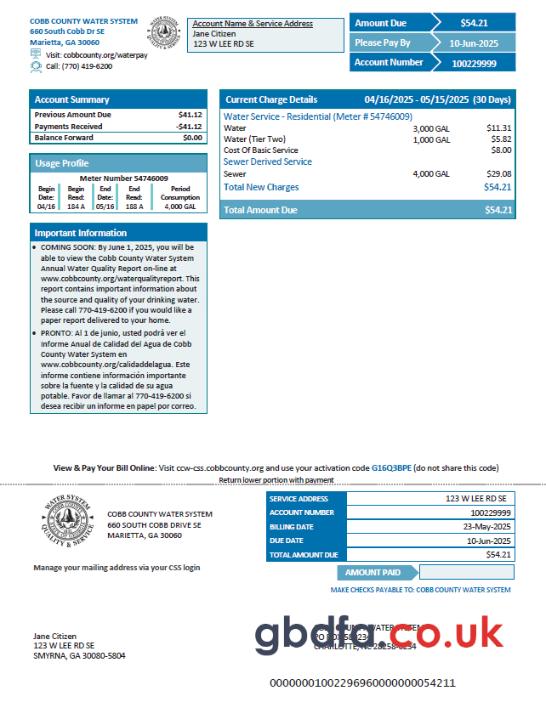 COBB COUNTY WATER SYSTEM
660 South Cobb Dr SE
Marietta, GA 30060
Visit: cobbcounty.org/waterpay
Call: (770) 419-6200
WATER SYSTEM
QUALITY & SERVICE
Account Name & Service Address
Jane Citizen
123 W LEE RD SE
Amount Due $54.21
Please Pay By 10-Jun-2025
Account Number 100229999
Account Summary
Previous Amount Due $41.12
Payments Received -$41.12
Balance Forward $0.00
Usage Profile
Meter Number 54746009
Begin Begin End End Period
Date: Read: Date: Read: Consumption
04/16 184 A 05/16 188 A 4,000 GAL
Important Information
• COMING SOON: By June 1, 2025, you will be
able to view the Cobb County Water System
Annual Water Quality Report on-line at
www.cobbcounty.org/waterqualityreport. This
report contains important information about
the source and quality of your drinking water.
Please call 770-419-6200 if you would like a
paper report delivered to your home.
• PRONTO: Al 1 de junio, usted podrá ver el
Informe Anual de Calidad del Agua de Cobb
County Water System en
www.cobbcounty.org/calidaddelagua. Este
informe contiene información importante
sobre la fuente y la calidad de su agua
potable. Favor de llamar al 770-419-6200 si
desea recibir un informe en papel por correo.
Current Charge Details 04/16/2025 - 05/15/2025 (30 Days)
Water Service - Residential (Meter # 54746009)
Water 3,000 GAL $11.31
Water (Tier Two) 1,000 GAL $5.82
Cost Of Basic Service $8.00
Sewer Derived Service
Sewer 4,000 GAL $29.08
Total New Charges $54.21
Total Amount Due $54.21
View & Pay Your Bill Online: Visit ccw-css.cobbcounty.org and use your activation code G16Q3BPE (do not share this code)
Return lower portion with payment
WATER SYSTEM
QUALITY & SERVICE
COBB COUNTY WATER SYSTEM
660 SOUTH COBB DRIVE SE
MARIETTA, GA 30060
Manage your mailing address via your CSS login
SERVICE ADDRESS 123 W LEE RD SE
ACCOUNT NUMBER 100229999
BILLING DATE 23-May-2025
DUE DATE 10-Jun-2025
TOTAL AMOUNT DUE $54.21
AMOUNT PAID
MAKE CHECKS PAYABLE TO: COBB COUNTY WATER SYSTEM
Jane Citizen
123 W LEE RD SE
SMYRNA, GA 30080-5804
gbdfa.co.uk
CHARLOTTE, NC
00000001002296960000000054211